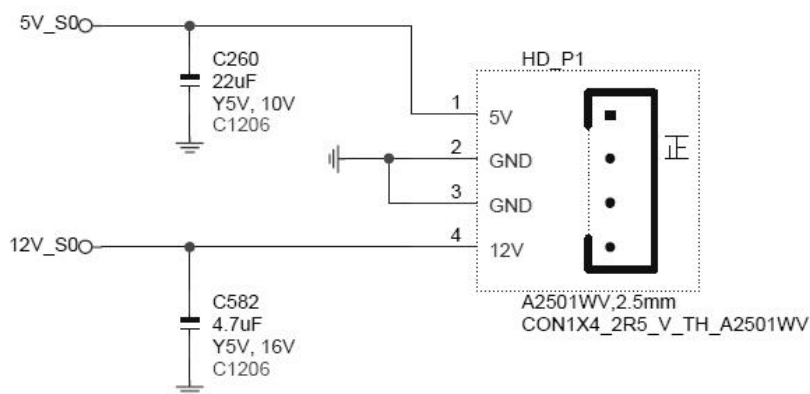 5V_S0
C260
22uF
Y5V, 10V
C1206
HD_P1
1
5V
2
GND
3
GND
4
12V
正
12V_S0
C582
4.7uF
Y5V, 16V
C1206
A2501WV,2.5mm
CON1X4_2R5_V_TH_A2501WV